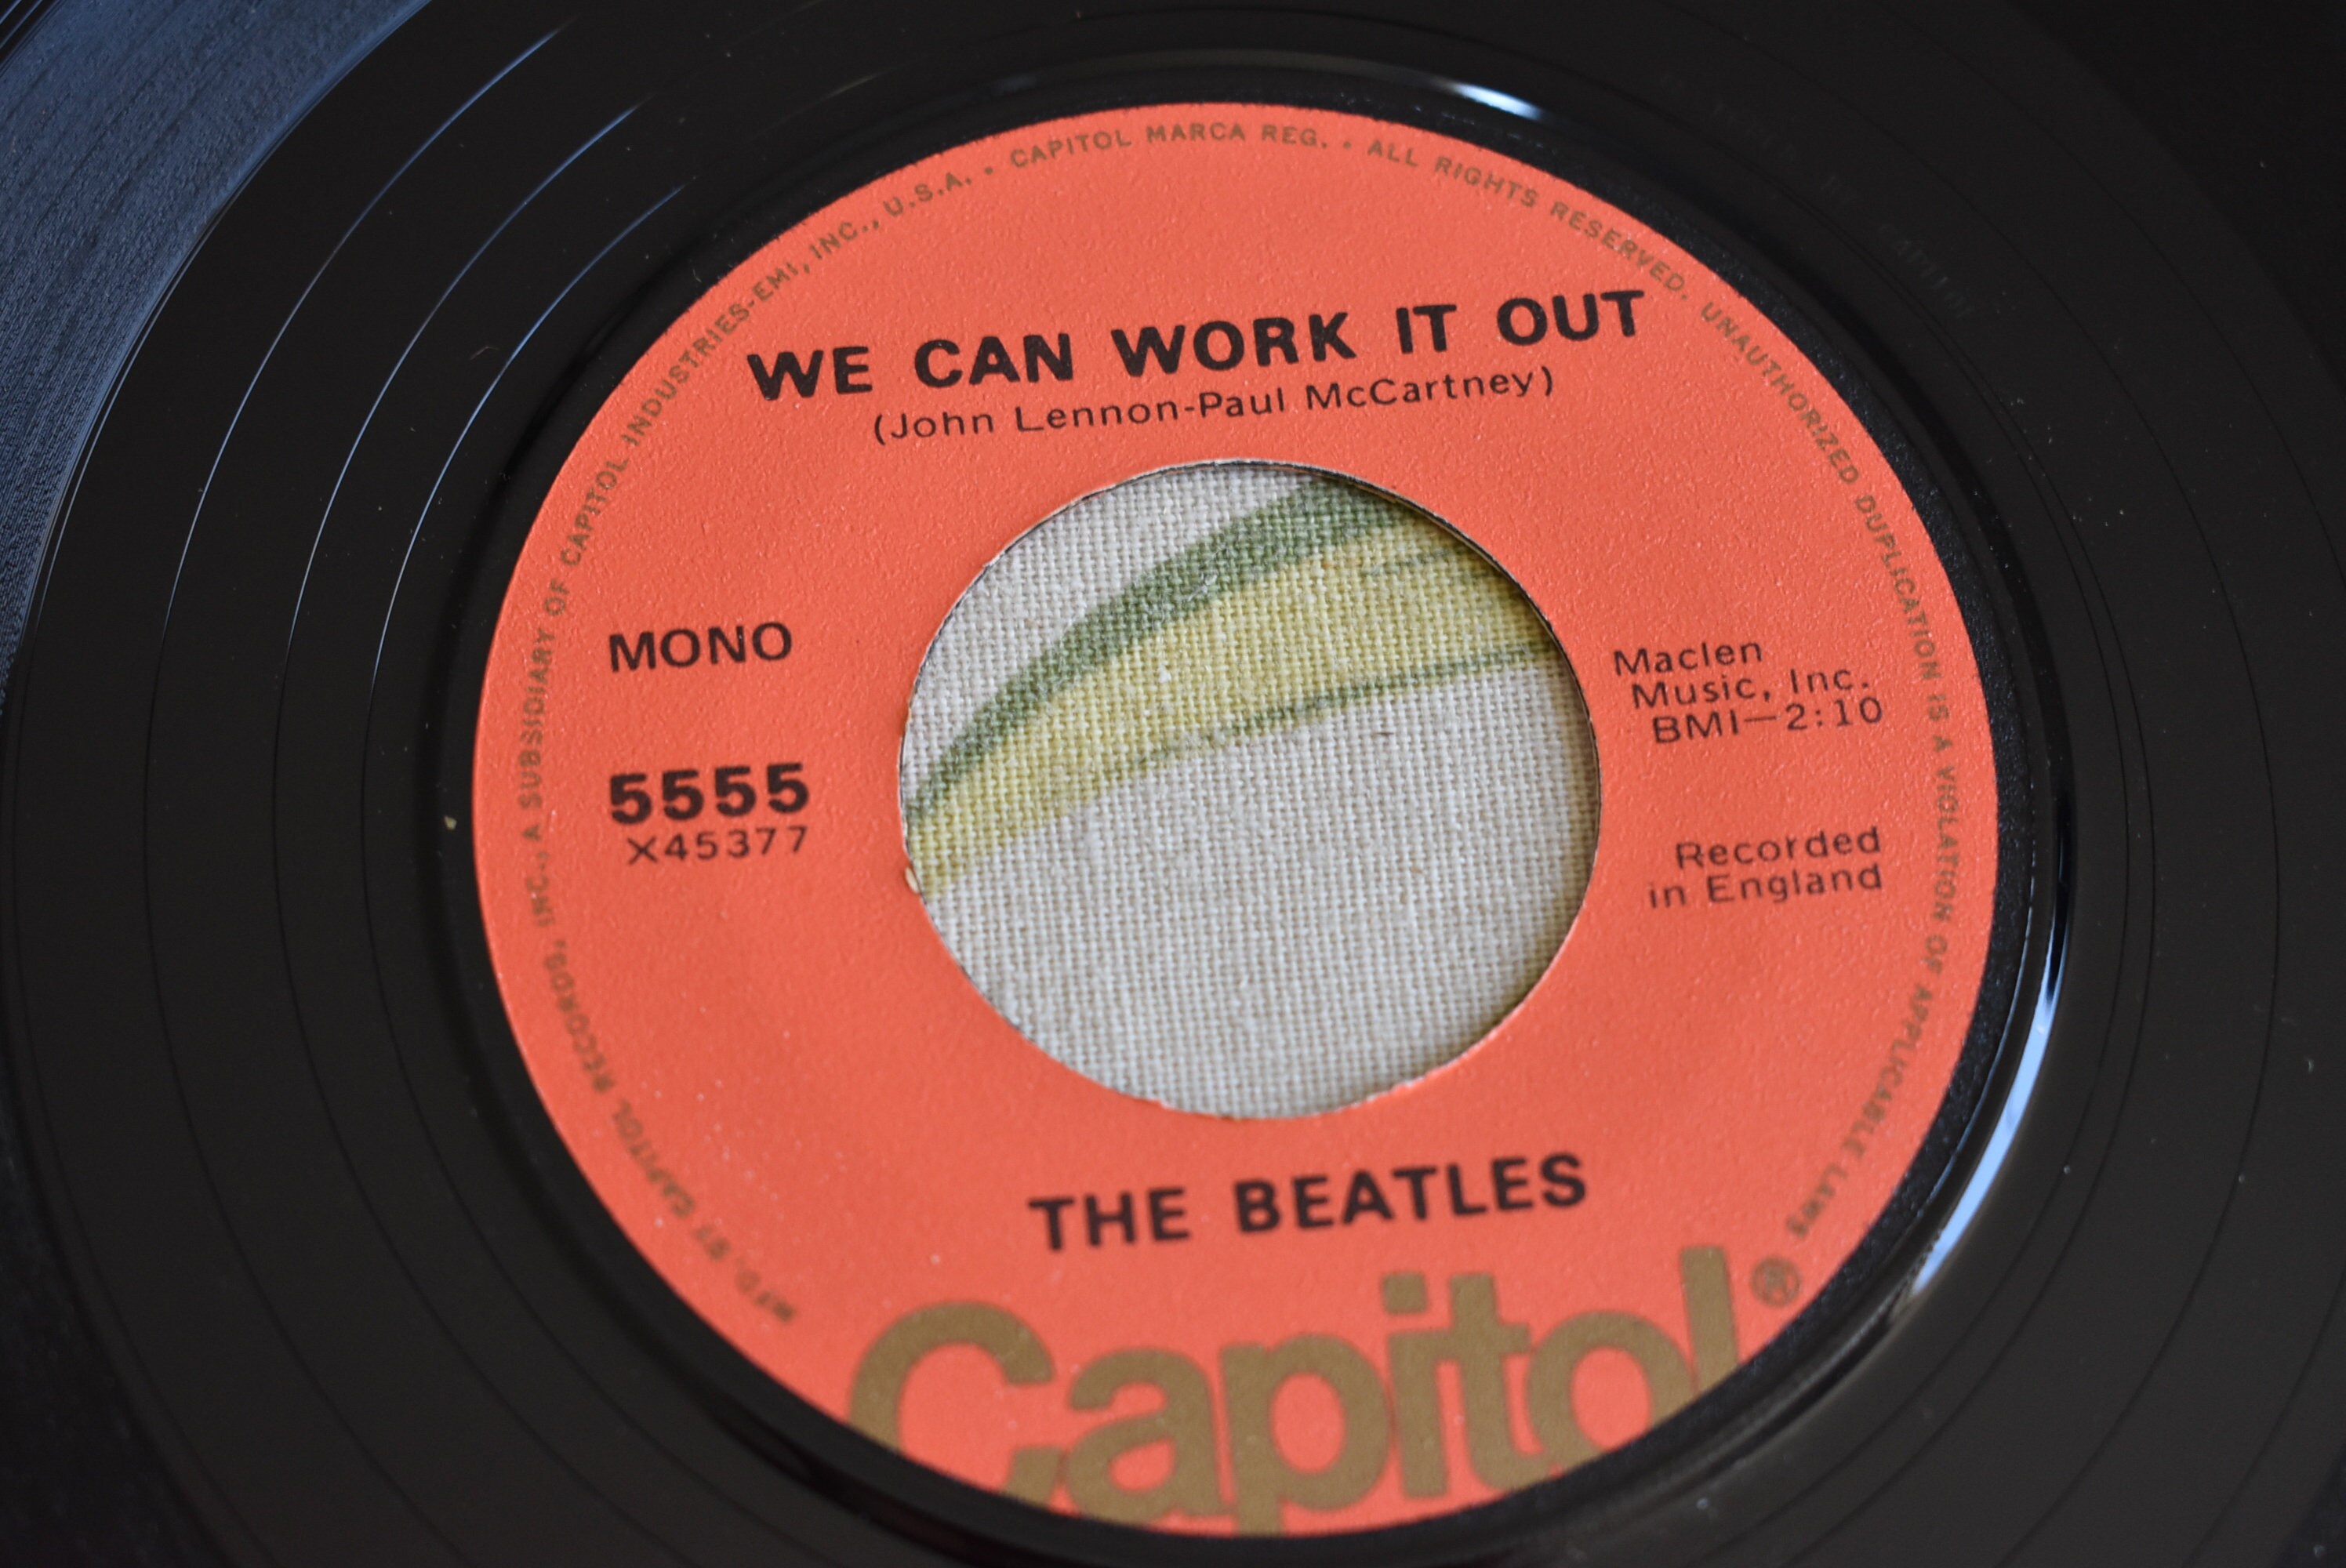 MFD. BY CAPITOL RECORDS, INC., A SUBSIDIARY OF CAPITOL INDUSTRIES-EMI, INC., U.S.A. • CAPITOL MARCA REG. • ALL RIGHTS RESERVED. UNAUTHORIZED DUPLICATION IS A VIOLATION OF APPLICABLE LAWS
WE CAN WORK IT OUT
(John Lennon-Paul McCartney)
MONO
5555
X45377
Maclen
Music, Inc.
BMI—2:10
Recorded
in England
THE BEATLES
Capitol ®